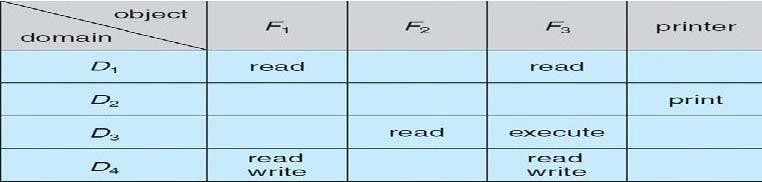 object F₁ F₂ F₃ printer
domain
D₁ read read
D₂ print
D₃ read execute
D₄ read write read write